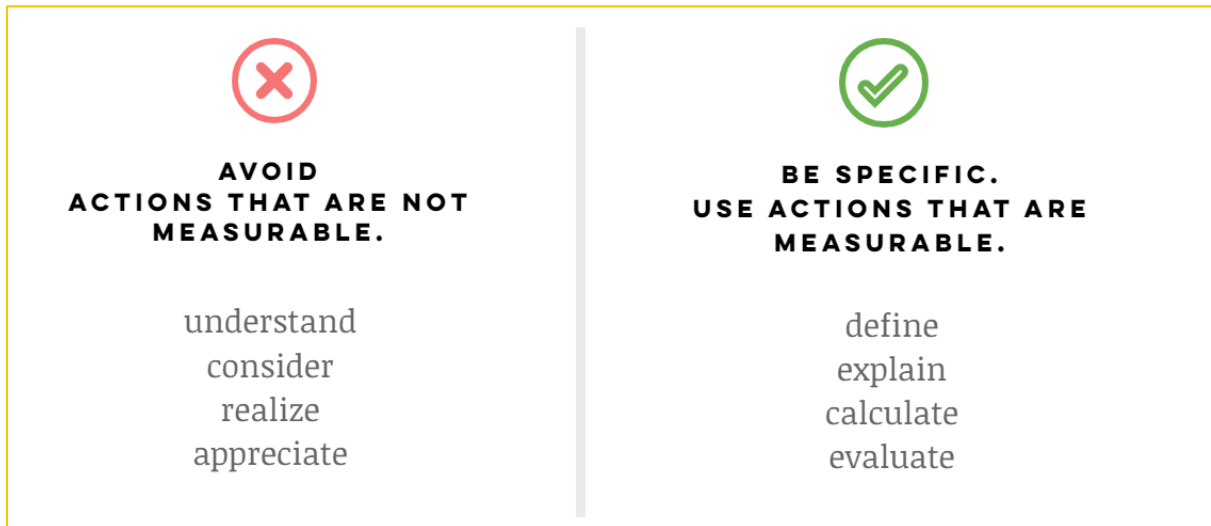 AVOID
ACTIONS THAT ARE NOT
MEASURABLE.
understand
consider
realize
appreciate
BE SPECIFIC.
USE ACTIONS THAT ARE
MEASURABLE.
define
explain
calculate
evaluate